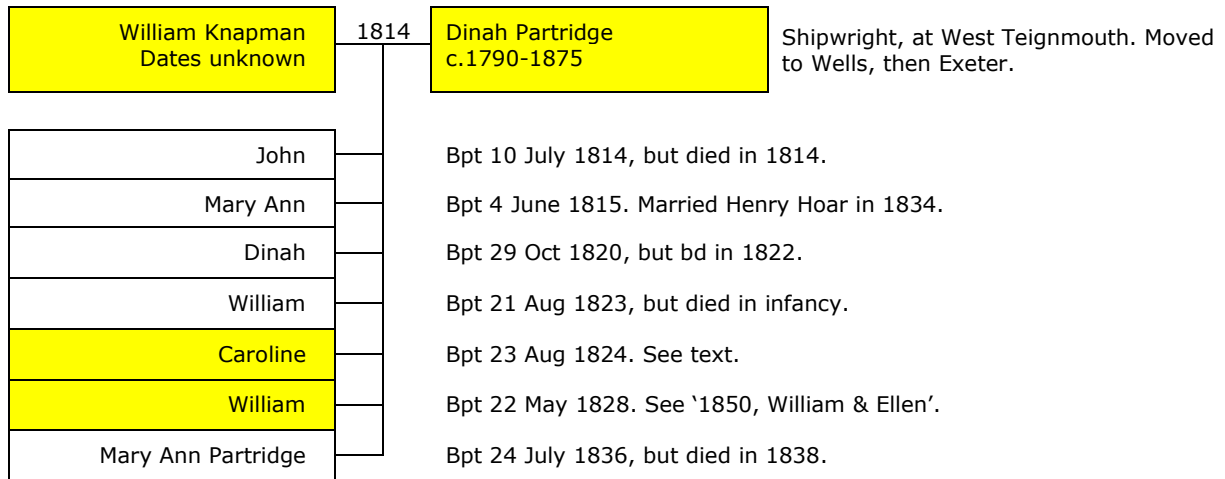 William Knapman
Dates unknown
1814
Dinah Partridge
c.1790-1875
Shipwright, at West Teignmouth. Moved
to Wells, then Exeter.
John
Bpt 10 July 1814, but died in 1814.
Mary Ann
Bpt 4 June 1815. Married Henry Hoar in 1834.
Dinah
Bpt 29 Oct 1820, but bd in 1822.
William
Bpt 21 Aug 1823, but died in infancy.
Caroline
Bpt 23 Aug 1824. See text.
William
Bpt 22 May 1828. See ‘1850, William & Ellen’.
Mary Ann Partridge
Bpt 24 July 1836, but died in 1838.